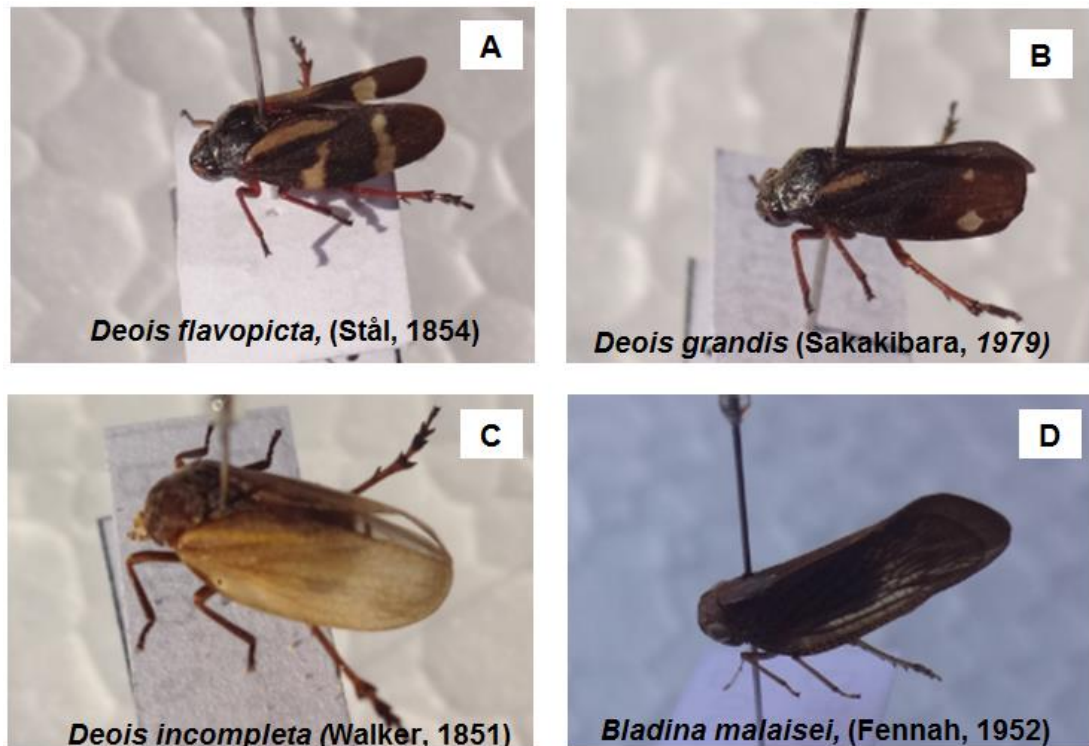 A
Deois flavopicta, (Stål, 1854)
B
Deois grandis (Sakakibara, 1979)
C
Deois incompleta (Walker, 1851)
D
Bladina malaisei, (Fennah, 1952)